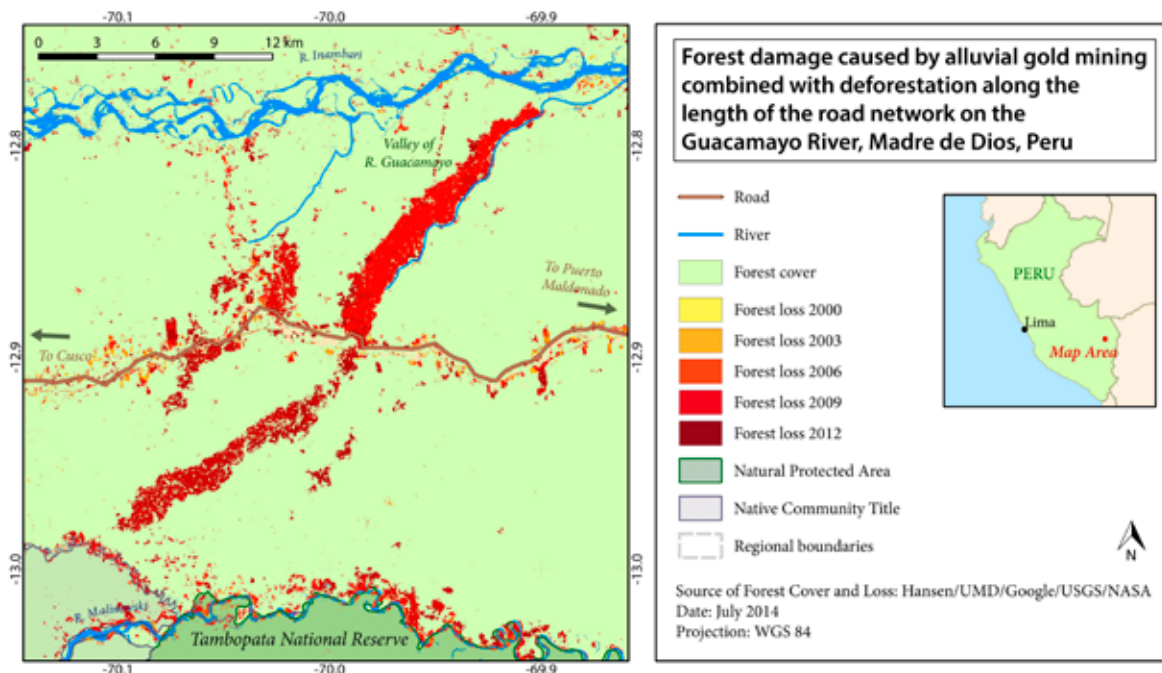 -70.1
-70.0
-69.9
0 3 6 9 12 km
R. Inambari
-12.8
-12.8
Valley of
R. Guacamayo
To Puerto
Maldonado
To Cusco
-12.9
-12.9
-13.0
-13.0
R. Malinowski
Tambopata National Reserve
-70.1
-70.0
-69.9
Forest damage caused by alluvial gold mining
combined with deforestation along the
length of the road network on the
Guacamayo River, Madre de Dios, Peru
Road
River
Forest cover
Forest loss 2000
Forest loss 2003
Forest loss 2006
Forest loss 2009
Forest loss 2012
Natural Protected Area
Native Community Title
Regional boundaries
PERU
Lima
Map Area
N
Source of Forest Cover and Loss: Hansen/UMD/Google/USGS/NASA
Date: July 2014
Projection: WGS 84